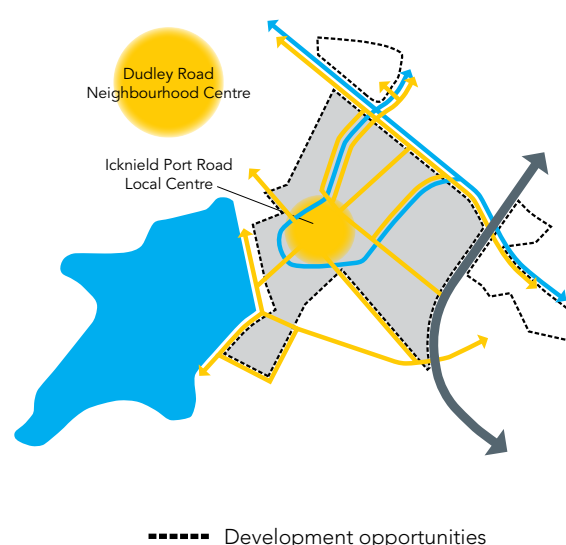 Dudley Road
Neighbourhood Centre
Icknield Port Road
Local Centre
Development opportunities